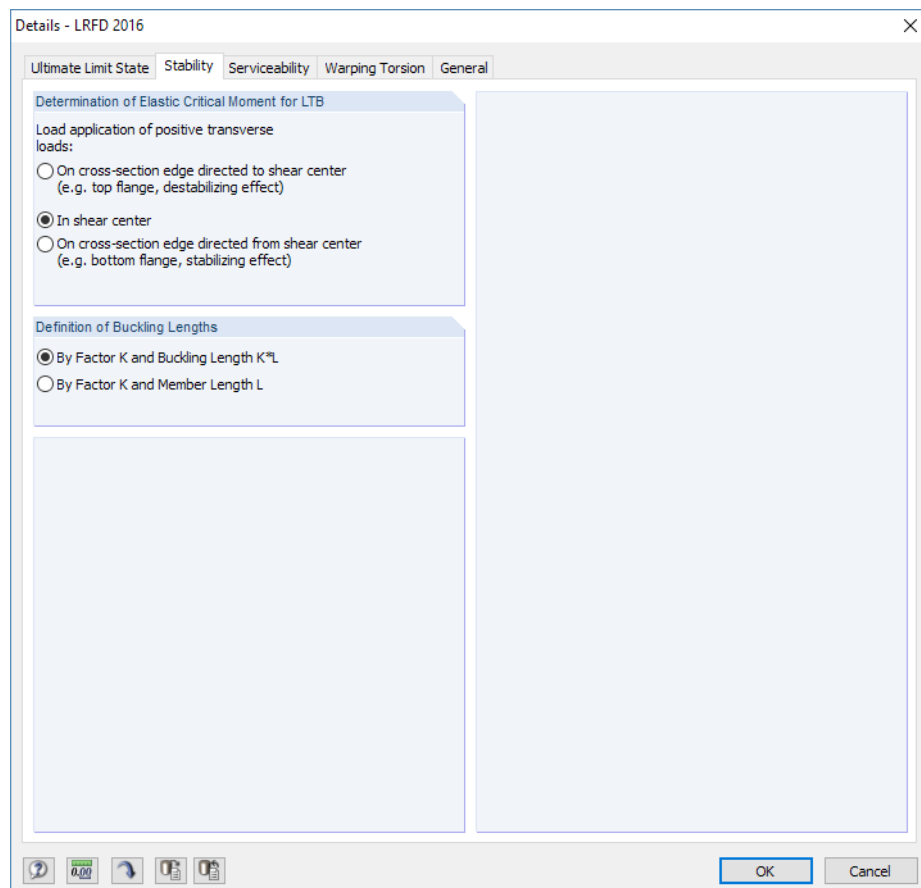 Details - LRFD 2016
Ultimate Limit State Stability Serviceability Warping Torsion General
Determination of Elastic Critical Moment for LTB
Load application of positive transverse
loads:
On cross-section edge directed to shear center
(e.g. top flange, destabilizing effect)
In shear center
On cross-section edge directed from shear center
(e.g. bottom flange, stabilizing effect)
Definition of Buckling Lengths
By Factor K and Buckling Length K*L
By Factor K and Member Length L
0.00
OK Cancel